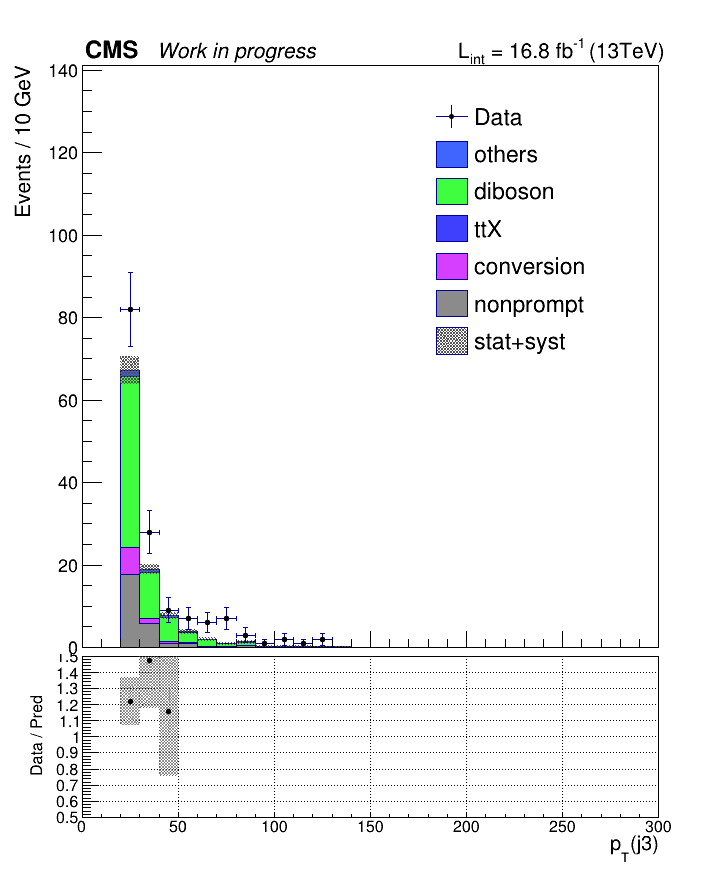 CMS Work in progress L_int = 16.8 fb⁻¹ (13TeV)
Events / 10 GeV
140
120
100
80
60
40
20
0
Data
others
diboson
ttX
conversion
nonprompt
stat+syst
Data / Pred
1.5
1.4
1.3
1.2
1.1
1
0.9
0.8
0.7
0.6
0.5
0 50 100 150 200 250 300
p_T(j3)